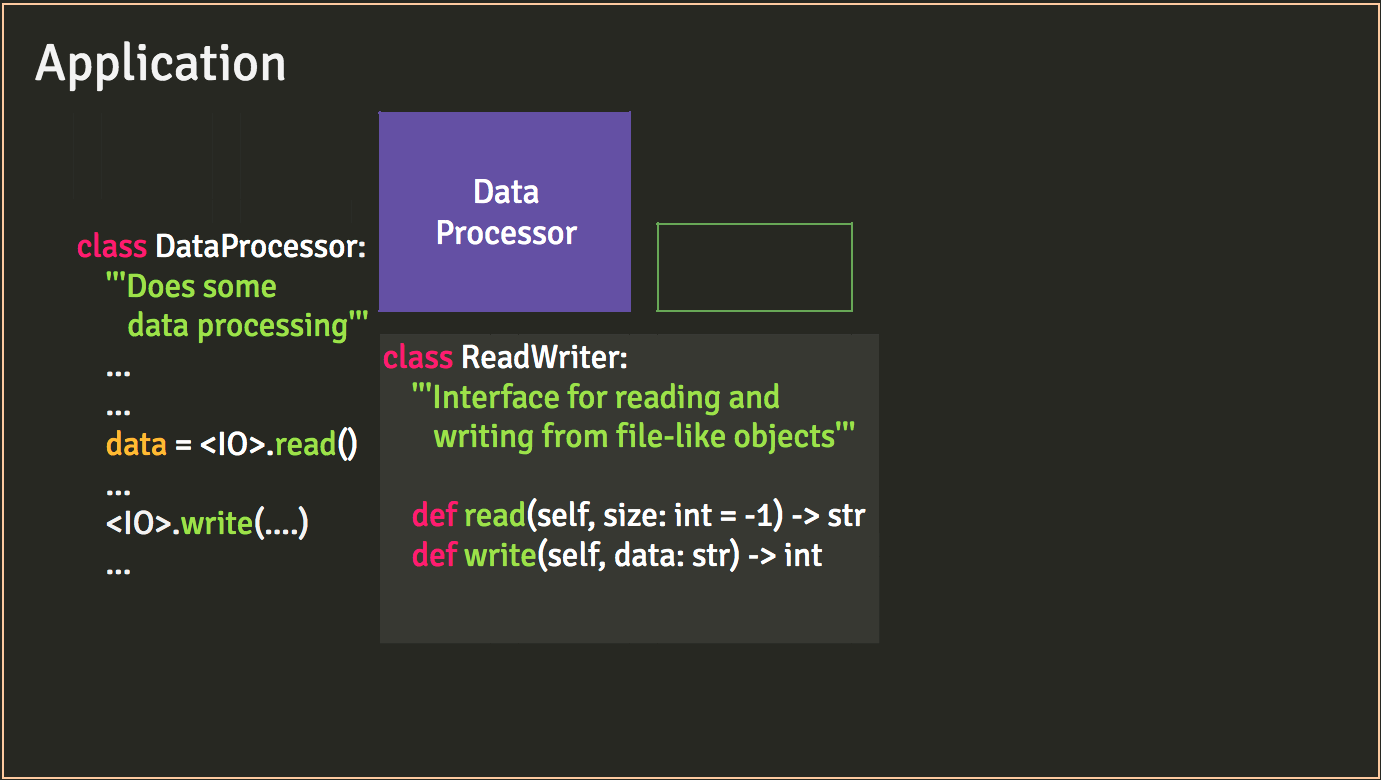 Application
Data
Processor
class DataProcessor:
'''Does some
data processing'''
...
...
data = <IO>.read()
...
<IO>.write(....)
...
class ReadWriter:
'''Interface for reading and
writing from file-like objects'''
def read(self, size: int = -1) -> str
def write(self, data: str) -> int